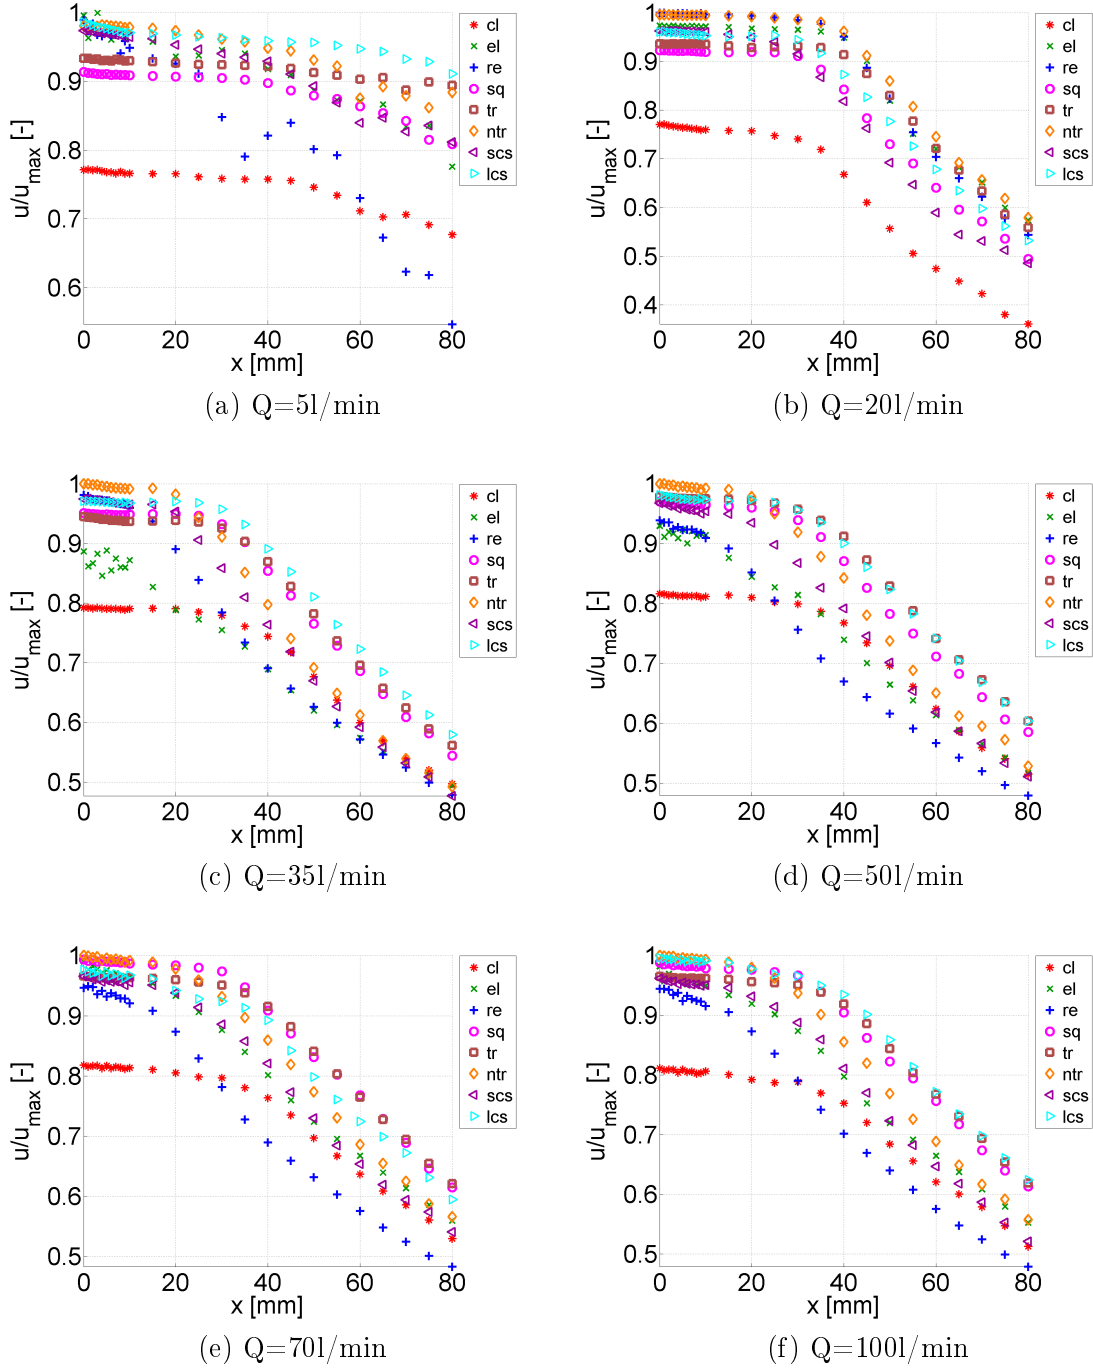 1
0.9
0.8
0.7
0.6
u/u_max [-]
0 20 40 60 80
x [mm]
cl
el
re
sq
tr
ntr
scs
lcs
(a) Q=5l/min
1
0.9
0.8
0.7
0.6
0.5
0.4
u/u_max [-]
0 20 40 60 80
x [mm]
cl
el
re
sq
tr
ntr
scs
lcs
(b) Q=20l/min
1
0.9
0.8
0.7
0.6
0.5
u/u_max [-]
0 20 40 60 80
x [mm]
cl
el
re
sq
tr
ntr
scs
lcs
(c) Q=35l/min
1
0.9
0.8
0.7
0.6
0.5
u/u_max [-]
0 20 40 60 80
x [mm]
cl
el
re
sq
tr
ntr
scs
lcs
(d) Q=50l/min
1
0.9
0.8
0.7
0.6
0.5
u/u_max [-]
0 20 40 60 80
x [mm]
cl
el
re
sq
tr
ntr
scs
lcs
(e) Q=70l/min
1
0.9
0.8
0.7
0.6
0.5
u/u_max [-]
0 20 40 60 80
x [mm]
cl
el
re
sq
tr
ntr
scs
lcs
(f) Q=100l/min